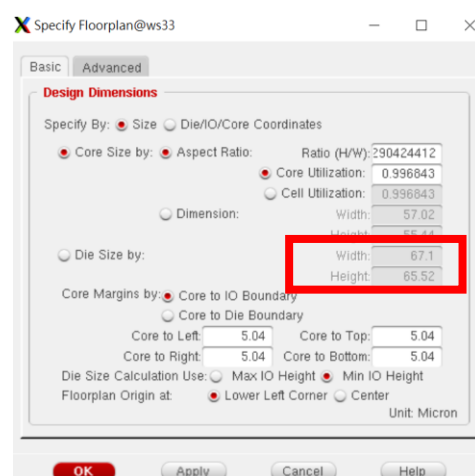 Specify Floorplan@ws33
Basic Advanced
Design Dimensions
Specify By: Size Die/IO/Core Coordinates
Core Size by: Aspect Ratio: Ratio (H/W): 290424412
Core Utilization: 0.996843
Cell Utilization: 0.996843
Dimension: Width: 57.02
Height: 55.44
Die Size by: Width: 67.1
Height: 65.52
Core Margins by: Core to IO Boundary
Core to Die Boundary
Core to Left: 5.04 Core to Top: 5.04
Core to Right: 5.04 Core to Bottom: 5.04
Die Size Calculation Use: Max IO Height Min IO Height
Floorplan Origin at: Lower Left Corner Center
Unit: Micron
OK Apply Cancel Help